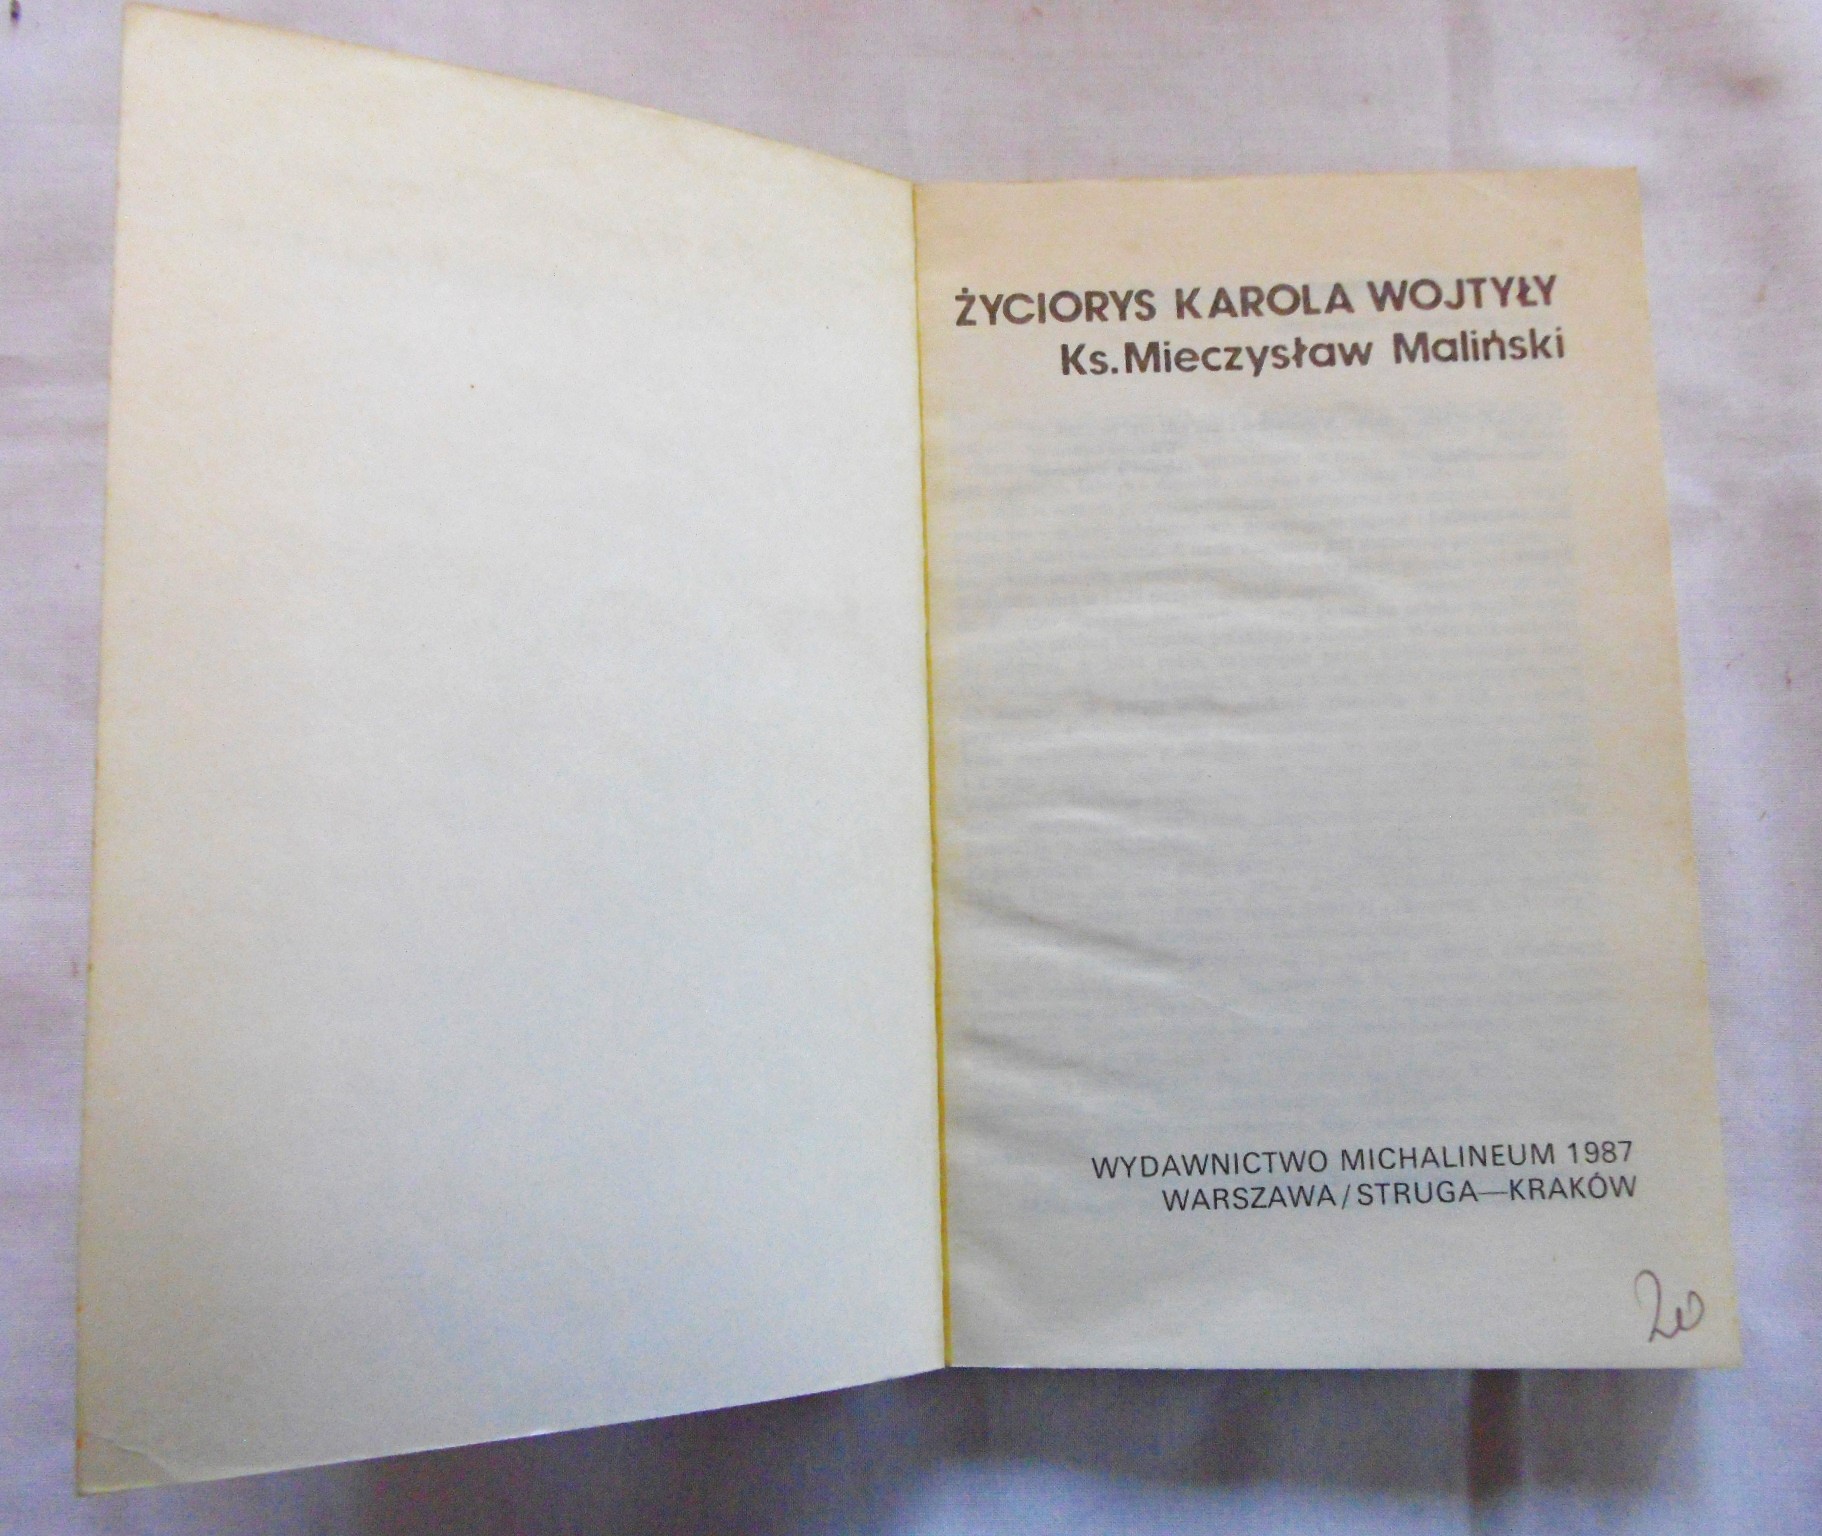 ŻYCIORYS KAROLA WOJTYŁY
Ks. Mieczysław Maliński
WYDAWNICTWO MICHALINEUM 1987
WARSZAWA/STRUGA—KRAKÓW